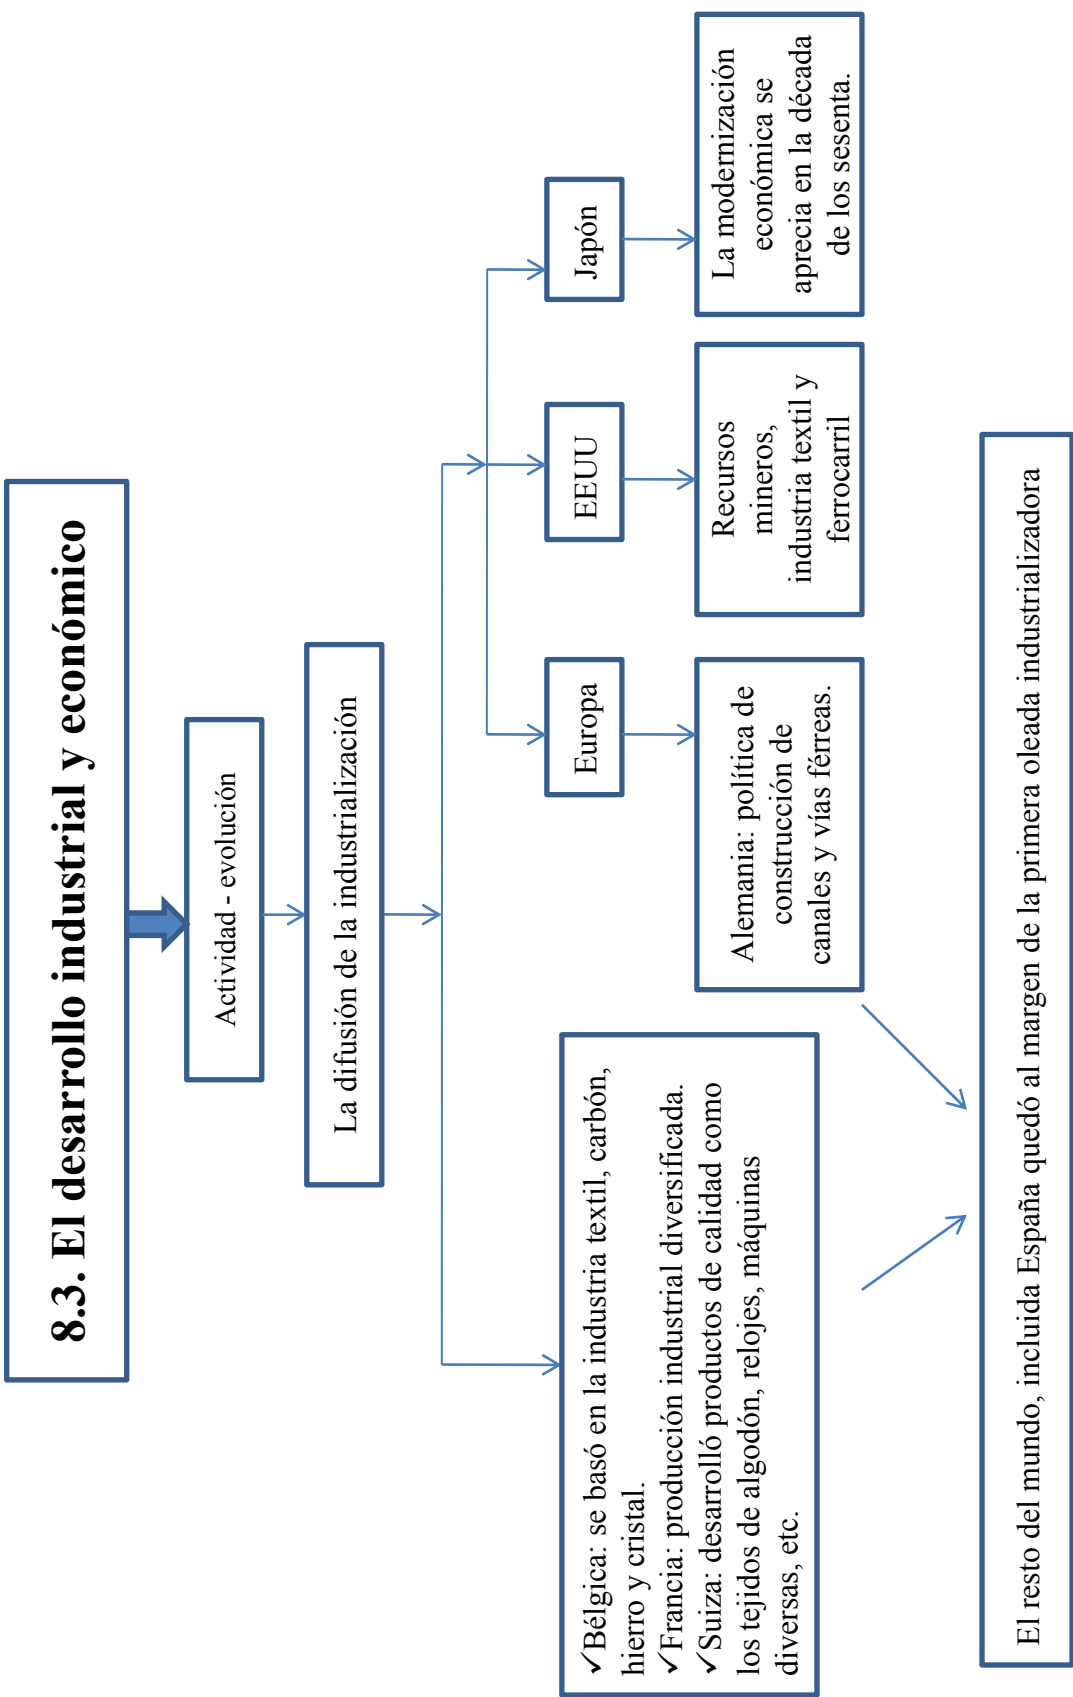 8.3. El desarrollo industrial y económico
Actividad - evolución
La difusión de la industrialización
✓Bélgica: se basó en la industria textil, carbón,
hierro y cristal.
✓Francia: producción industrial diversificada.
✓Suiza: desarrolló productos de calidad como
los tejidos de algodón, relojes, máquinas
diversas, etc.
Europa
Alemania: política de
construcción de
canales y vías férreas.
EEUU
Recursos
mineros,
industria textil y
ferrocarril
Japón
La modernización
económica se
aprecia en la década
de los sesenta.
El resto del mundo, incluida España quedó al margen de la primera oleada industrializadora